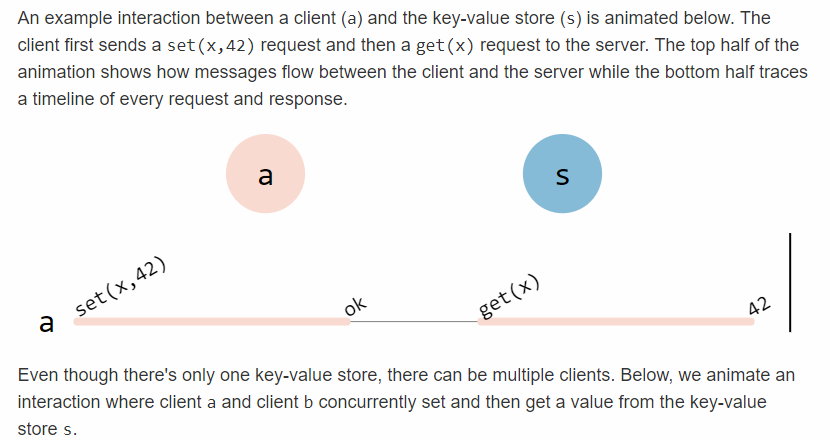 An example interaction between a client (a) and the key-value store (s) is animated below. The
client first sends a set(x,42) request and then a get(x) request to the server. The top half of the
animation shows how messages flow between the client and the server while the bottom half traces
a timeline of every request and response.
a
s
a
set(x,42)
ok
get(x)
42
Even though there's only one key-value store, there can be multiple clients. Below, we animate an
interaction where client a and client b concurrently set and then get a value from the key-value
store s.